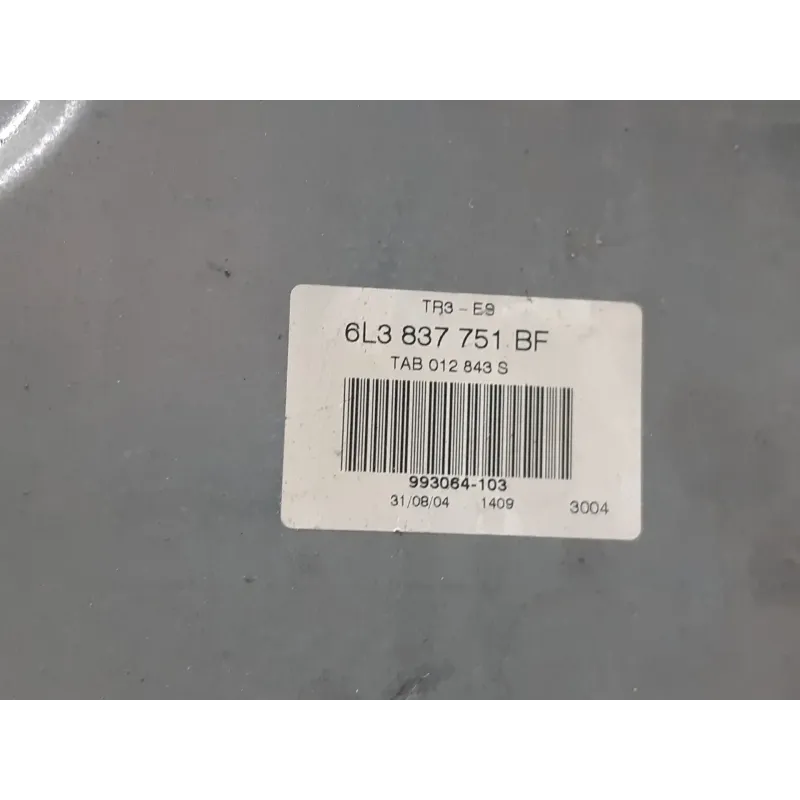 TR3 - E9
6L3 837 751 BF
TAB 012 843 S
993064-103
31/08/04 1409 3004